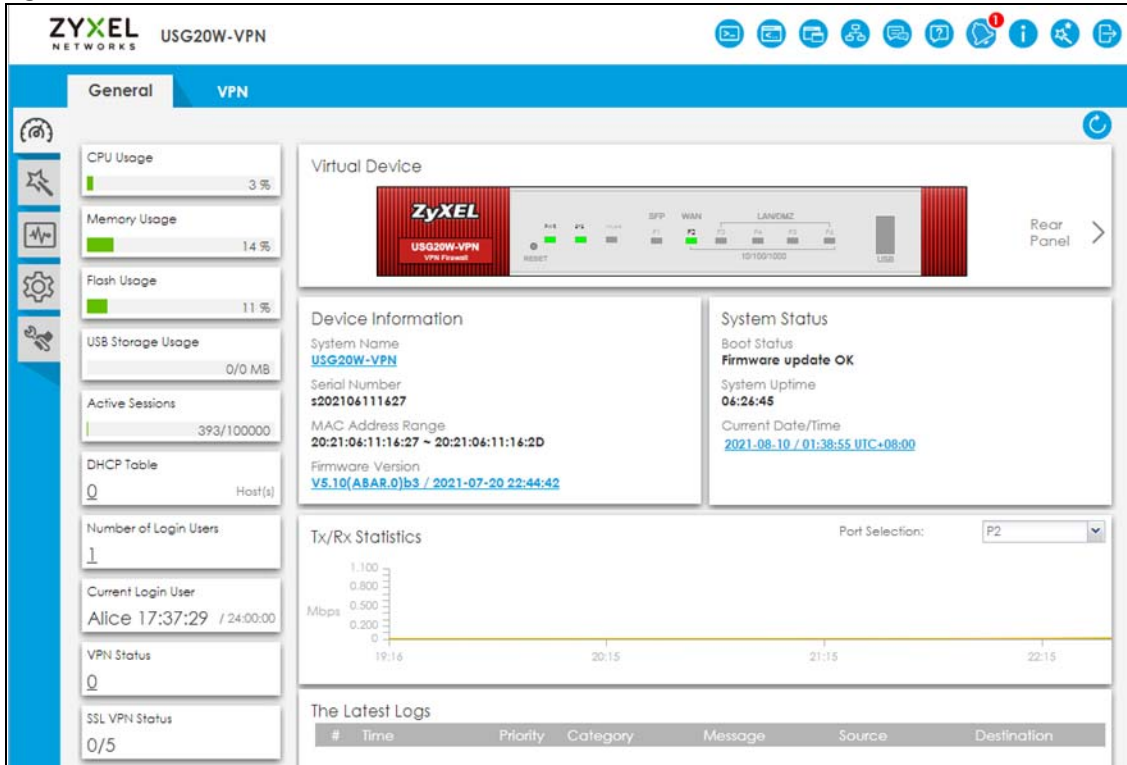 ZYXEL
NETWORKS
USG20W-VPN
1
General
VPN
CPU Usage
3 %
Memory Usage
14 %
Flash Usage
11 %
USB Storage Usage
0/0 MB
Active Sessions
393/100000
DHCP Table
0 Host(s)
Number of Login Users
1
Current Login User
Alice 17:37:29 / 24:00:00
VPN Status
0
SSL VPN Status
0/5
Virtual Device
ZyXEL
USG20W-VPN
VPN Firewall
RESET
SFP WAN LAN/DMZ
P1 P2 P3 P4 P5 P6
10/100/1000
USB
Rear
Panel
Device Information
System Name
USG20W-VPN
Serial Number
s202106111627
MAC Address Range
20:21:06:11:16:27 ~ 20:21:06:11:16:2D
Firmware Version
V5.10(ABAR.0)b3 / 2021-07-20 22:44:42
System Status
Boot Status
Firmware update OK
System Uptime
06:26:45
Current Date/Time
2021-08-10 / 01:38:55 UTC+08:00
Tx/Rx Statistics
Port Selection: P2
1.100
0.800
Mbps 0.500
0.200
0
19:16 20:15 21:15 22:15
The Latest Logs
# Time Priority Category Message Source Destination